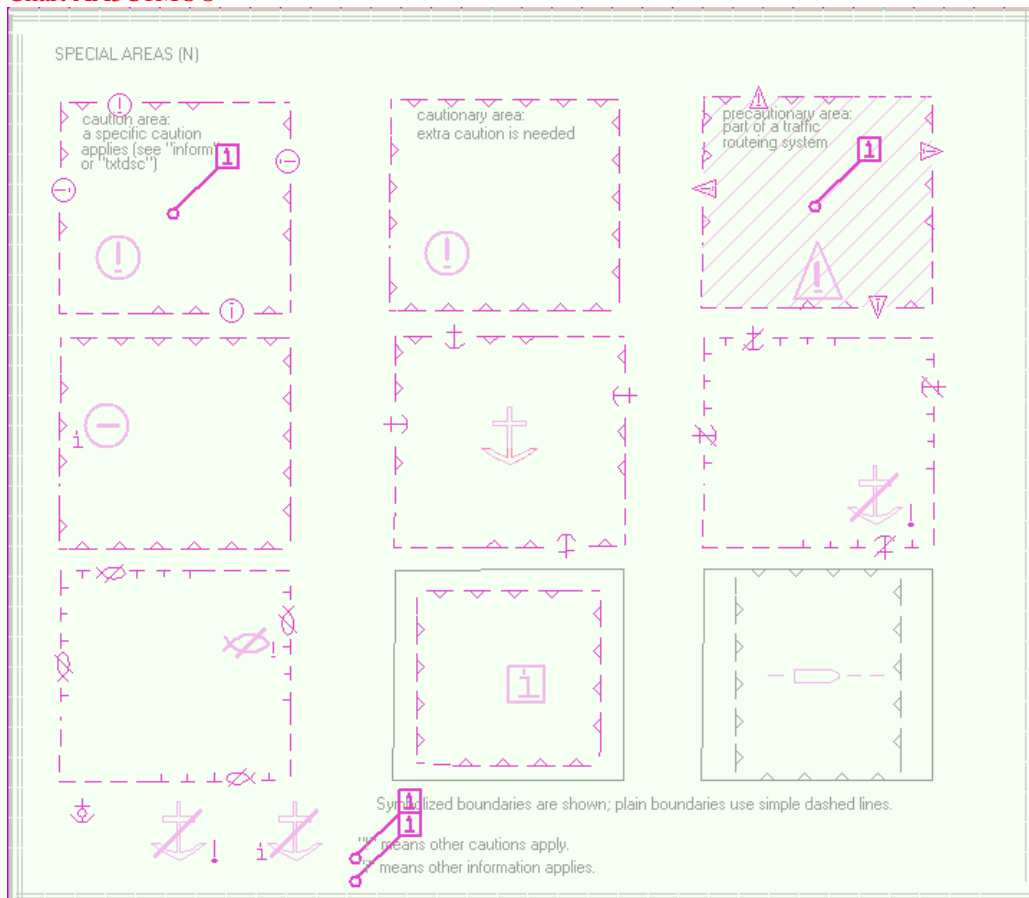 SPECIAL AREAS (N)
caution area:
a specific caution
applies (see "inform"
or "txtdsc")
cautionary area:
extra caution is needed
precautionary area:
part of a traffic
routeing system
Symbolized boundaries are shown; plain boundaries use simple dashed lines.
"!" means other cautions apply.
means other information applies.